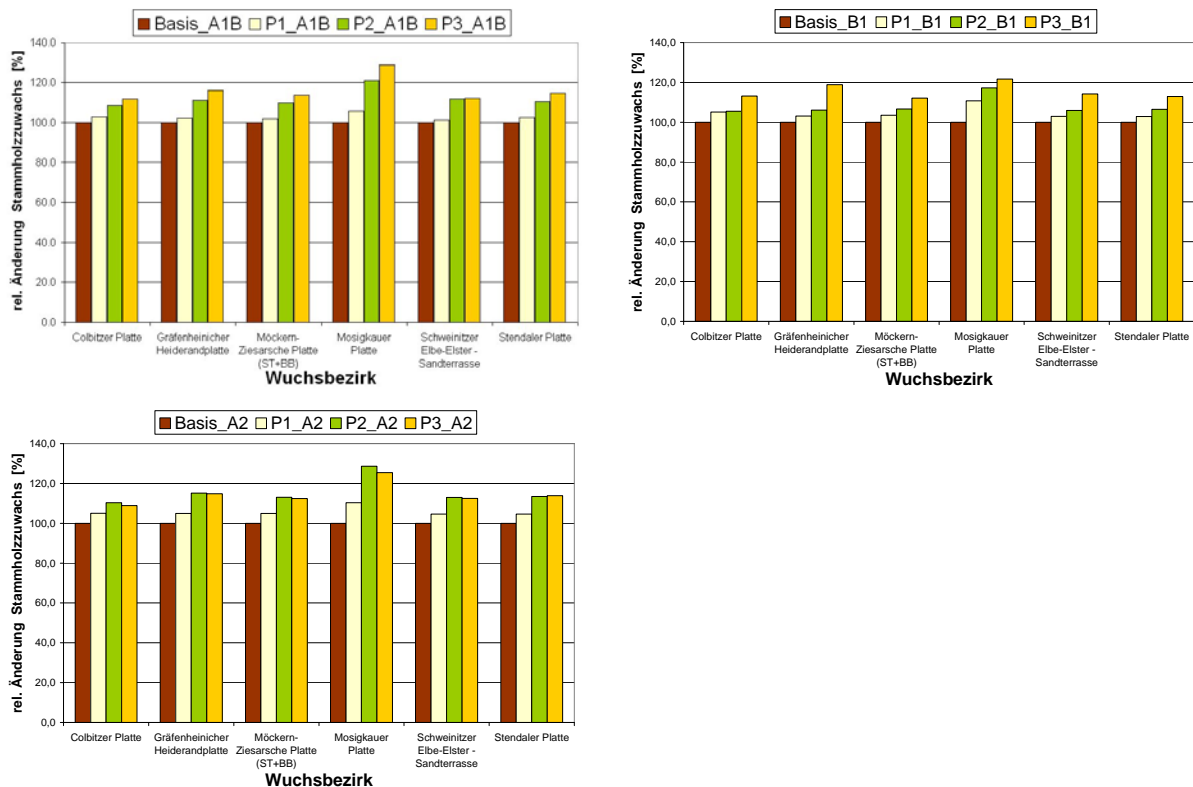 Basis_A1B P1_A1B P2_A1B P3_A1B
rel. Änderung Stammholzzuwachs [%]
140.0
120.0
100.0
80.0
60.0
40.0
20.0
0.0
Colbitzer Platte
Gräfenheinicher
Heiderandplatte
Möckern-
Ziesarsche Platte
(ST+BB)
Mosigkauer
Platte
Schweinitzer
Elbe-Elster -
Sandterrasse
Stendaler Platte
Wuchsbezirk
Basis_B1 P1_B1 P2_B1 P3_B1
rel. Änderung Stammholzzuwachs [%]
140,0
120,0
100,0
80,0
60,0
40,0
20,0
0,0
Colbitzer Platte
Gräfenheinicher
Heiderandplatte
Möckern-
Ziesarsche Platte
(ST+BB)
Mosigkauer
Platte
Schweinitzer
Elbe-Elster -
Sandterrasse
Stendaler Platte
Wuchsbezirk
Basis_A2 P1_A2 P2_A2 P3_A2
rel. Änderung Stammholzzuwachs [%]
140,0
120,0
100,0
80,0
60,0
40,0
20,0
0,0
Colbitzer Platte
Gräfenheinicher
Heiderandplatte
Möckern-
Ziesarsche Platte
(ST+BB)
Mosigkauer
Platte
Schweinitzer
Elbe-Elster -
Sandterrasse
Stendaler Platte
Wuchsbezirk